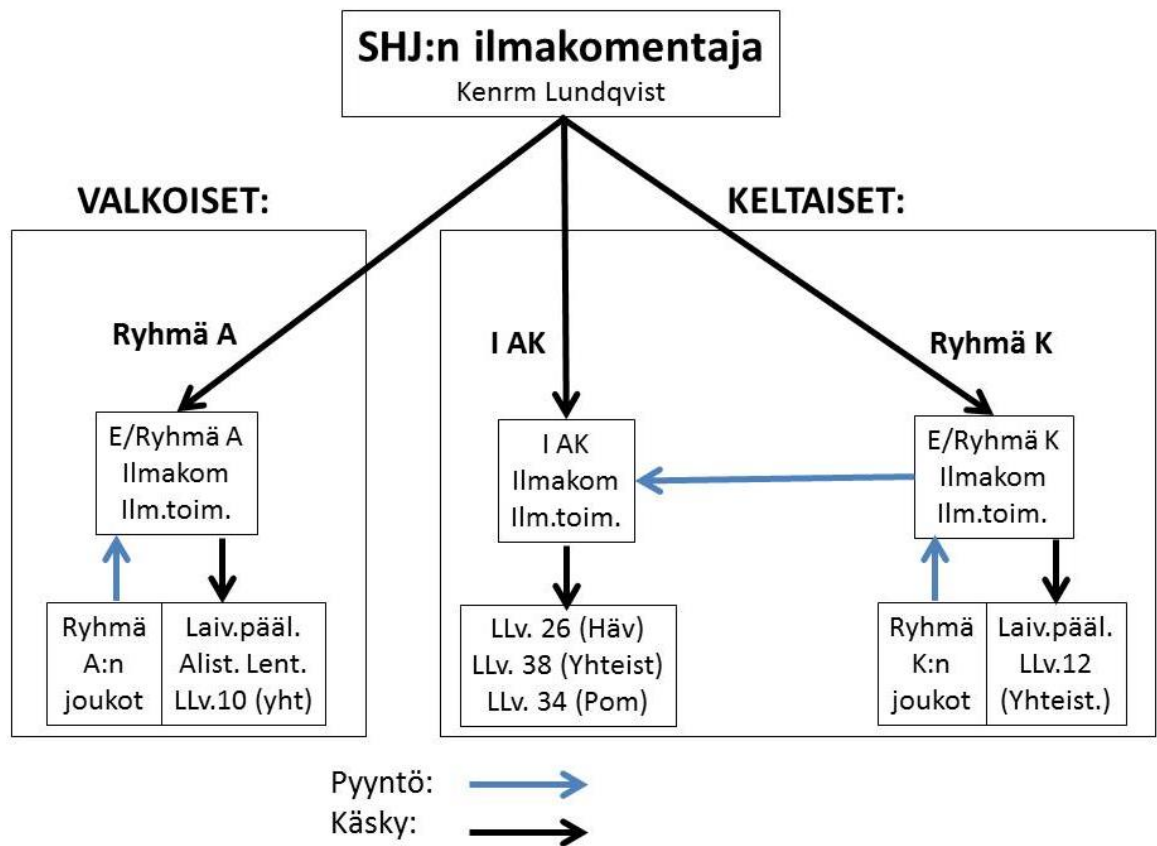 SHJ:n ilmakomentaja
Kenrm Lundqvist
VALKOISET:
KELTAISET:
Ryhmä A
I AK
Ryhmä K
E/Ryhmä A
Ilmakom
Ilm.toim.
I AK
Ilmakom
Ilm.toim.
E/Ryhmä K
Ilmakom
Ilm.toim.
Ryhmä
A:n
joukot
Laiv.pääl.
Alist. Lent.
LLv.10 (yht)
LLv. 26 (Häv)
LLv. 38 (Yhteist)
LLv. 34 (Pom)
Ryhmä
K:n
joukot
Laiv.pääl.
LLv.12
(Yhteist.)
Pyyntö:
Käsky: